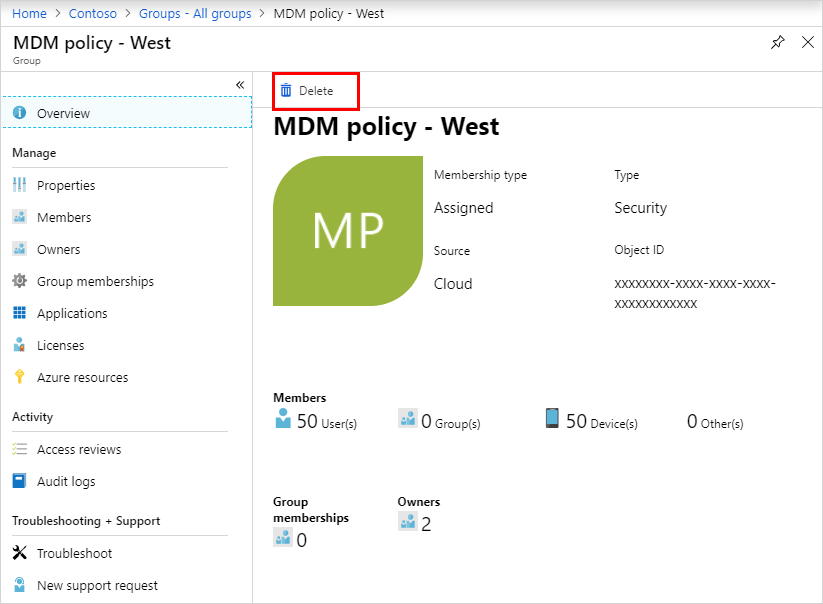 Home > Contoso > Groups - All groups > MDM policy - West
MDM policy - West
Group
«
Overview
Manage
Properties
Members
Owners
Group memberships
Applications
Licenses
Azure resources
Activity
Access reviews
Audit logs
Troubleshooting + Support
Troubleshoot
New support request
Delete
MDM policy - West
MP
Membership type
Assigned
Type
Security
Source
Cloud
Object ID
xxxxxxxx-xxxx-xxxx-xxxx-
xxxxxxxxxxxx
Members
50 User(s)
0 Group(s)
50 Device(s)
0 Other(s)
Group
memberships
0
Owners
2